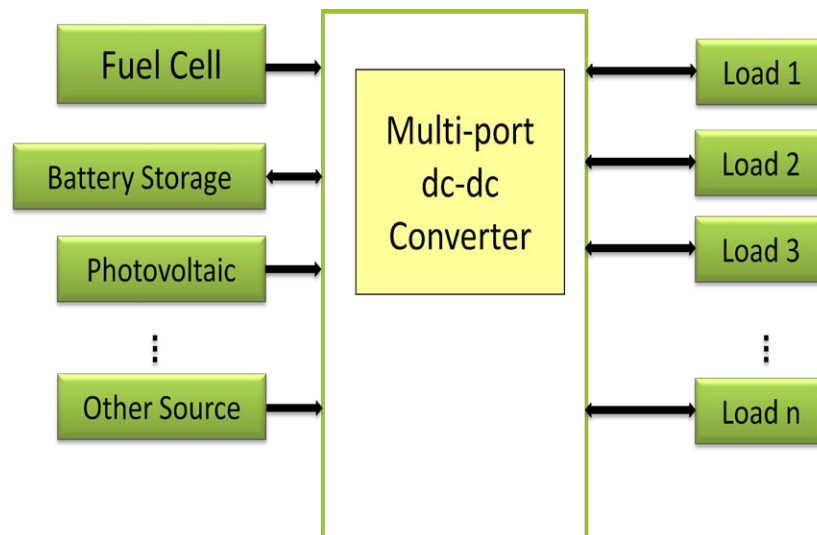 Fuel Cell
Battery Storage
Photovoltaic
Other Source
Multi-port
dc-dc
Converter
Load 1
Load 2
Load 3
Load n